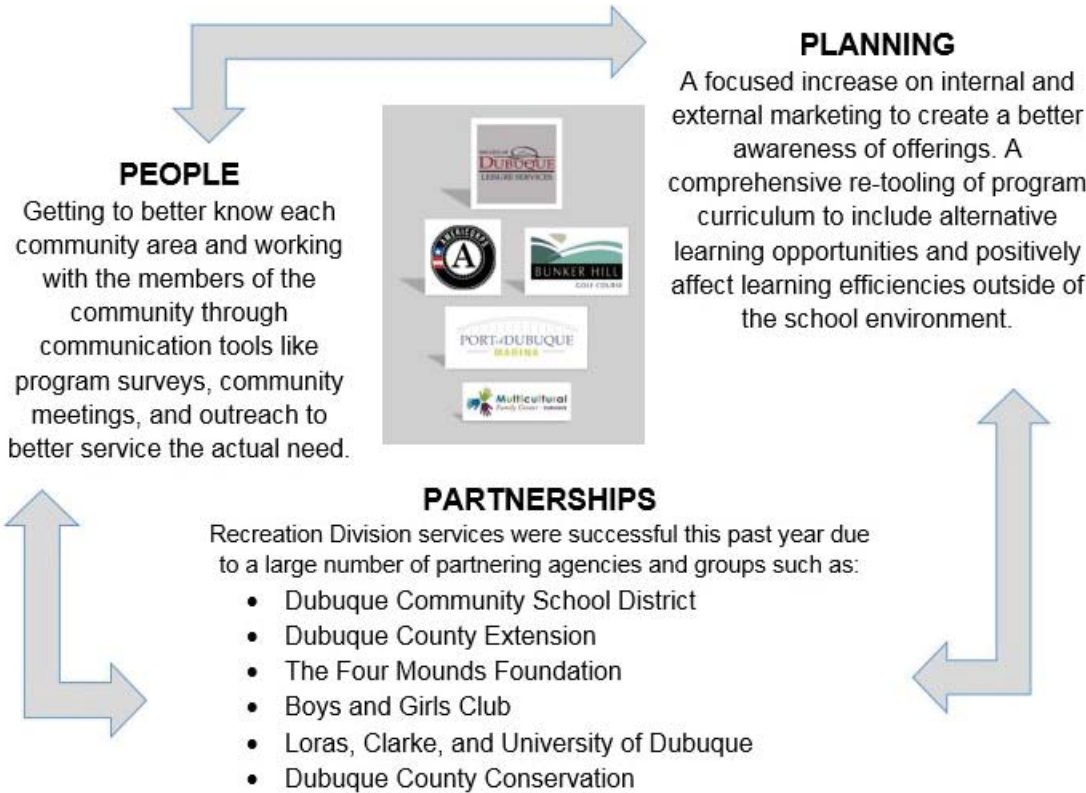 PEOPLE
Getting to better know each
community area and working
with the members of the
community through
communication tools like
program surveys, community
meetings, and outreach to
better service the actual need.
DUBUQUE
LEISURE SERVICES
AMERICORPS
A
BUNKER HILL
GOLF COURSE
PORT of DUBUQUE
MARINA
Multicultural
Family Center
PLANNING
A focused increase on internal and
external marketing to create a better
awareness of offerings. A
comprehensive re-tooling of program
curriculum to include alternative
learning opportunities and positively
affect learning efficiencies outside of
the school environment.
PARTNERSHIPS
Recreation Division services were successful this past year due
to a large number of partnering agencies and groups such as:
• Dubuque Community School District
• Dubuque County Extension
• The Four Mounds Foundation
• Boys and Girls Club
• Loras, Clarke, and University of Dubuque
• Dubuque County Conservation